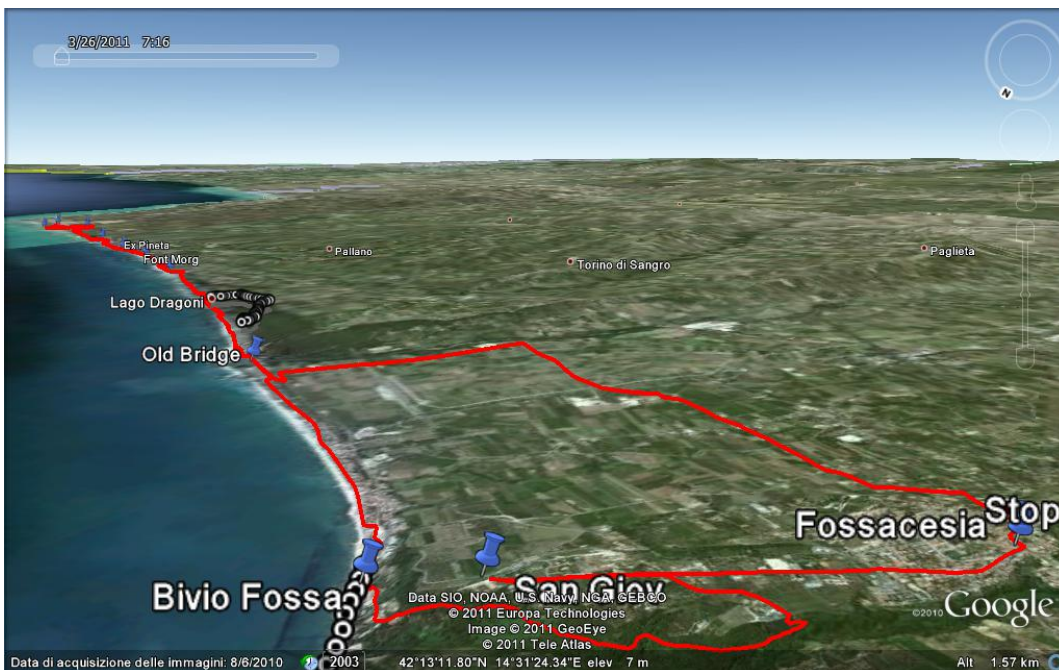 3/26/2011 7:16
N
Ex Pineta
Font Morg
Pallano
Paglieta
Torino di Sangro
Lago Dragoni
Old Bridge
Stop
Fossacesia
San Giov
Bivio Fossa
Data SIO, NOAA, U.S. Navy, NGA, GEBCO
© 2011 Europa Technologies
Image © 2011 GeoEye
© 2011 Tele Atlas
©2010 Google
Data di acquisizione delle immagini: 8/6/2010 2003 42°13'11.80"N 14°31'24.34"E elev 7 m Alt 1.57 km